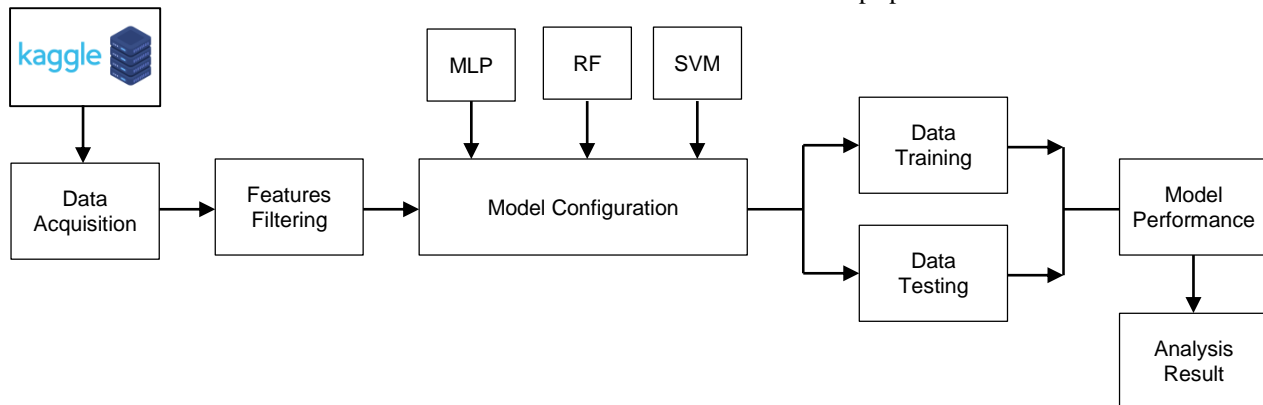 kaggle
MLP
RF
SVM
Data
Acquisition
Features
Filtering
Model Configuration
Data
Training
Data
Testing
Model
Performance
Analysis
Result